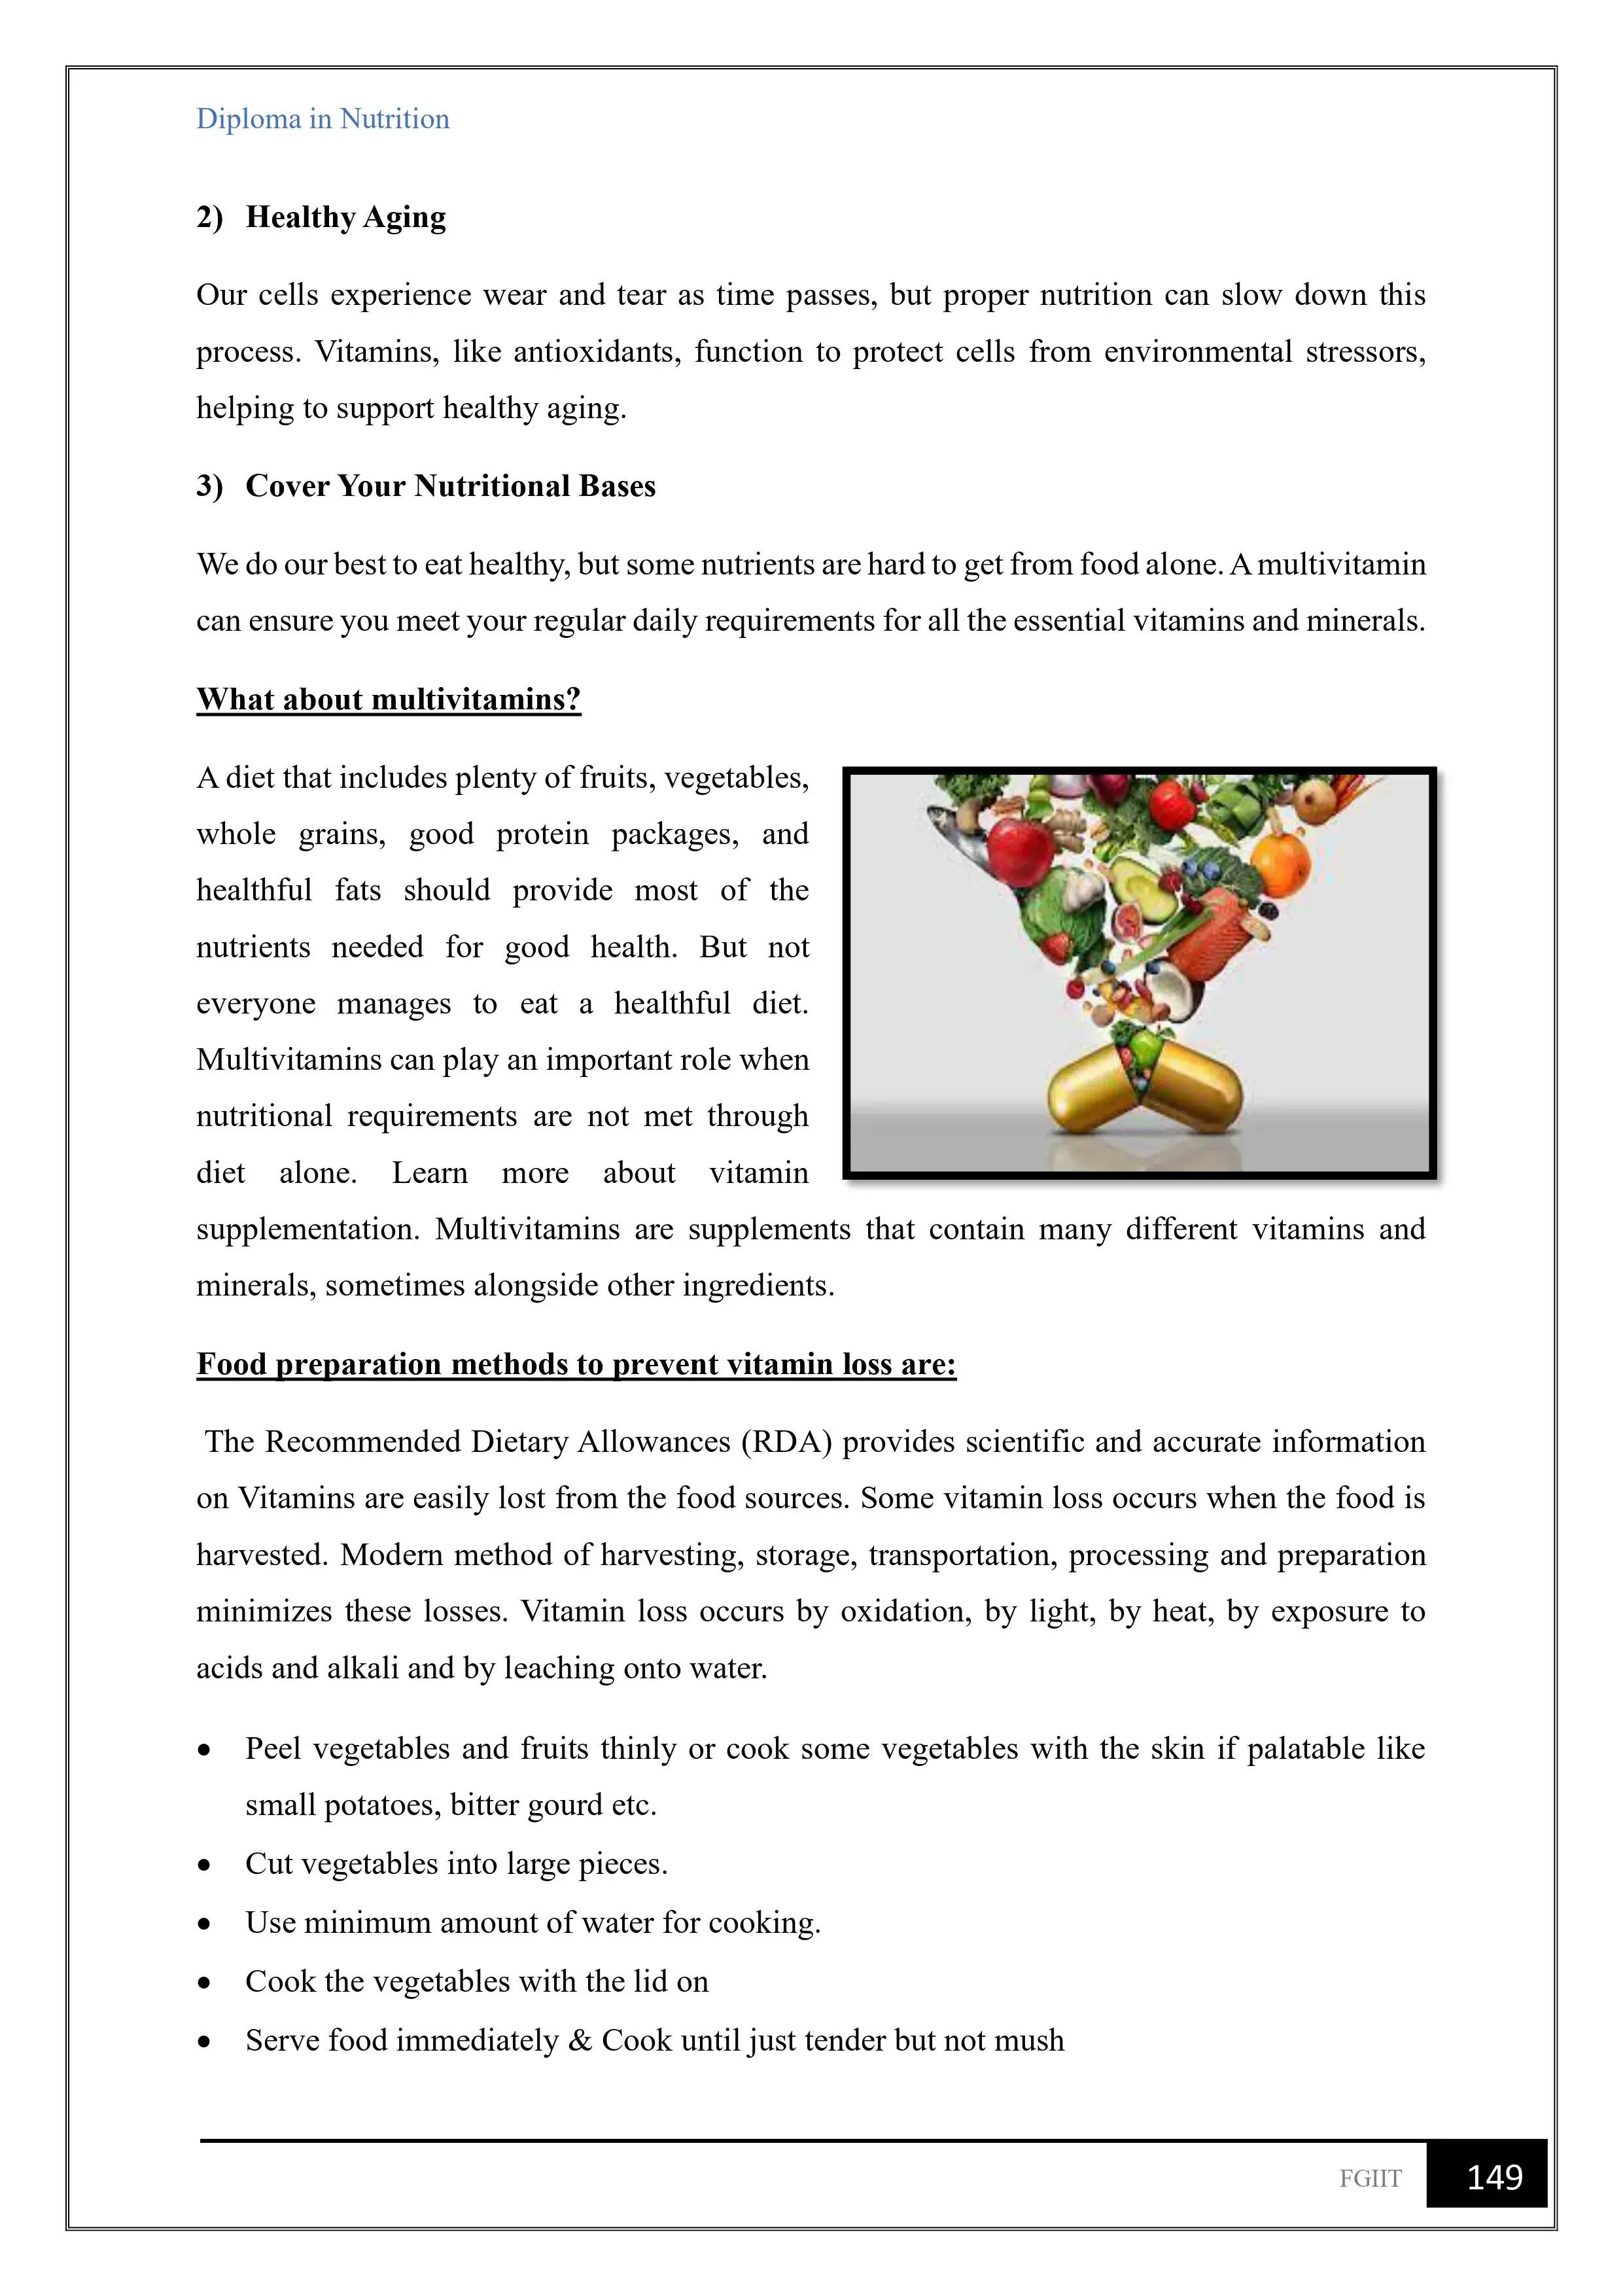 Diploma in Nutrition
2) Healthy Aging
Our cells experience wear and tear as time passes, but proper nutrition can slow down this
process. Vitamins, like antioxidants, function to protect cells from environmental stressors,
helping to support healthy aging.
3) Cover Your Nutritional Bases
We do our best to eat healthy, but some nutrients are hard to get from food alone. A multivitamin
can ensure you meet your regular daily requirements for all the essential vitamins and minerals.
What about multivitamins?
A diet that includes plenty of fruits, vegetables,
whole grains, good protein packages, and
healthful fats should provide most of the
nutrients needed for good health. But not
everyone manages to eat a healthful diet.
Multivitamins can play an important role when
nutritional requirements are not met through
diet alone. Learn more about vitamin
supplementation. Multivitamins are supplements that contain many different vitamins and
minerals, sometimes alongside other ingredients.
Food preparation methods to prevent vitamin loss are:
The Recommended Dietary Allowances (RDA) provides scientific and accurate information
on Vitamins are easily lost from the food sources. Some vitamin loss occurs when the food is
harvested. Modern method of harvesting, storage, transportation, processing and preparation
minimizes these losses. Vitamin loss occurs by oxidation, by light, by heat, by exposure to
acids and alkali and by leaching onto water.
• Peel vegetables and fruits thinly or cook some vegetables with the skin if palatable like
small potatoes, bitter gourd etc.
• Cut vegetables into large pieces.
• Use minimum amount of water for cooking.
• Cook the vegetables with the lid on
• Serve food immediately & Cook until just tender but not mush
FGIIT 149